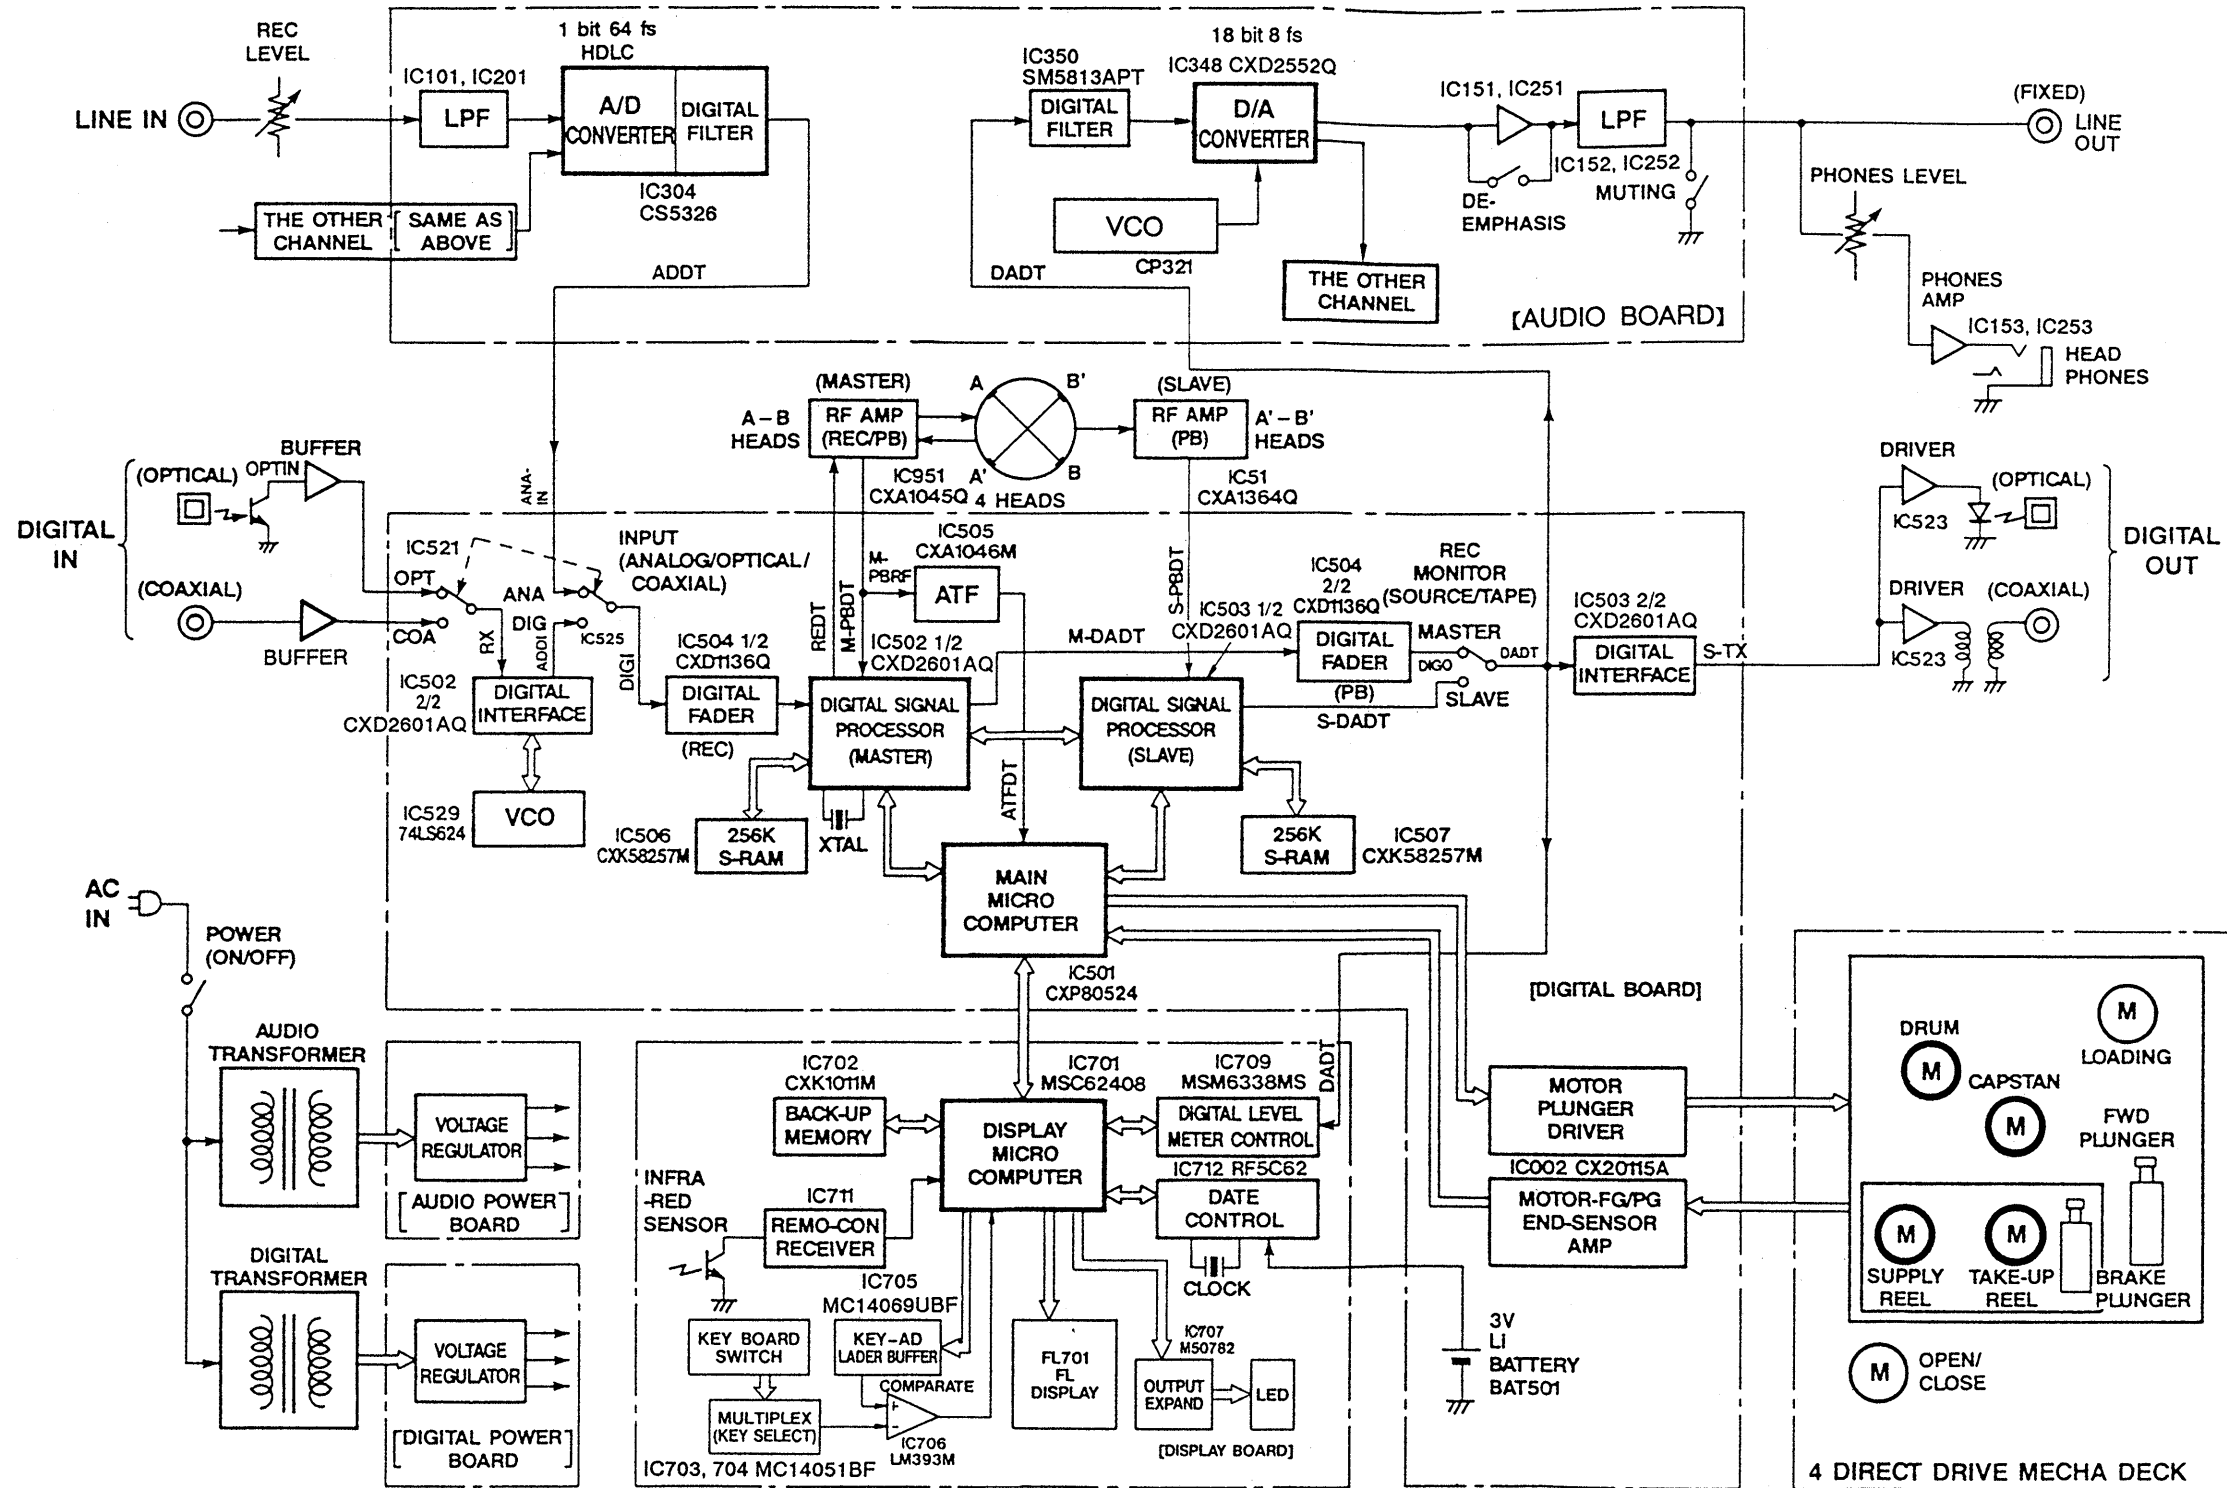 REC
LEVEL
LINE IN
1 bit 64 fs
HDLC
IC101, IC201
LPF
A/D
CONVERTER
DIGITAL
FILTER
IC304
CS5326
THE OTHER
CHANNEL
[SAME AS
ABOVE]
ADDT
IC350
SM5813APT
DIGITAL
FILTER
18 bit 8 fs
IC348 CXD2552Q
D/A
CONVERTER
VCO
CP321
DADT
THE OTHER
CHANNEL
IC151, IC251
LPF
IC152, IC252
DE-
EMPHASIS
MUTING
[AUDIO BOARD]
(FIXED)
LINE
OUT
PHONES LEVEL
PHONES
AMP
IC153, IC253
HEAD
PHONES
(MASTER)
A-B
HEADS
RF AMP
(REC/PB)
IC951
CXA1045Q
A
B'
A'
B
4 HEADS
(SLAVE)
RF AMP
(PB)
A'-B'
HEADS
IC51
CXA1364Q
DIGITAL
IN
(OPTICAL)
OPTIN
BUFFER
(COAXIAL)
BUFFER
ANA-
IN
IC521
OPT
COA
RX
INPUT
(ANALOG/OPTICAL/
COAXIAL)
ANA
DIG
ADDI
IC525
DIGI
IC502
2/2
CXD2601AQ
DIGITAL
INTERFACE
IC529
74LS624
VCO
IC504 1/2
CXD1136Q
DIGITAL
FADER
(REC)
REDT
M-PBDT
M-
PBRF
IC505
CXA1046M
ATF
IC502 1/2
CXD2601AQ
DIGITAL SIGNAL
PROCESSOR
(MASTER)
IC506
CXK58257M
256K
S-RAM
XTAL
ATFDT
M-DADT
S-PBDT
IC503 1/2
CXD2601AQ
DIGITAL SIGNAL
PROCESSOR
(SLAVE)
256K
S-RAM
IC507
CXK58257M
IC504
2/2
CXD1136Q
DIGITAL
FADER
(PB)
S-DADT
REC
MONITOR
(SOURCE/TAPE)
MASTER
DIGO
SLAVE
DADT
IC503 2/2
CXD2601AQ
DIGITAL
INTERFACE
S-TX
DRIVER
IC523
(OPTICAL)
DRIVER
IC523
(COAXIAL)
DIGITAL
OUT
MAIN
MICRO
COMPUTER
IC501
CXP80524
[DIGITAL BOARD]
AC
IN
POWER
(ON/OFF)
AUDIO
TRANSFORMER
VOLTAGE
REGULATOR
[AUDIO POWER
BOARD]
DIGITAL
TRANSFORMER
VOLTAGE
REGULATOR
[DIGITAL POWER
BOARD]
IC702
CXK1011M
BACK-UP
MEMORY
IC701
MSC62408
DISPLAY
MICRO
COMPUTER
IC709
MSM6338MS
DIGITAL LEVEL
METER CONTROL
DADT
IC712 RF5C62
DATE
CONTROL
CLOCK
INFRA
-RED
SENSOR
IC711
REMO-CON
RECEIVER
IC705
MC14069UBF
KEY-AD
LADER BUFFER
KEY BOARD
SWITCH
MULTIPLEX
(KEY SELECT)
COMPARATE
+
-
IC706
LM393M
IC703, 704 MC14051BF
FL701
FL
DISPLAY
IC707
M50782
OUTPUT
EXPAND
LED
[DISPLAY BOARD]
3V
LI
BATTERY
BAT501
MOTOR
PLUNGER
DRIVER
IC002 CX20115A
MOTOR-FG/PG
END-SENSOR
AMP
DRUM
M
M
LOADING
CAPSTAN
M
FWD
PLUNGER
M
SUPPLY
REEL
M
TAKE-UP
REEL
BRAKE
PLUNGER
M
OPEN/
CLOSE
4 DIRECT DRIVE MECHA DECK